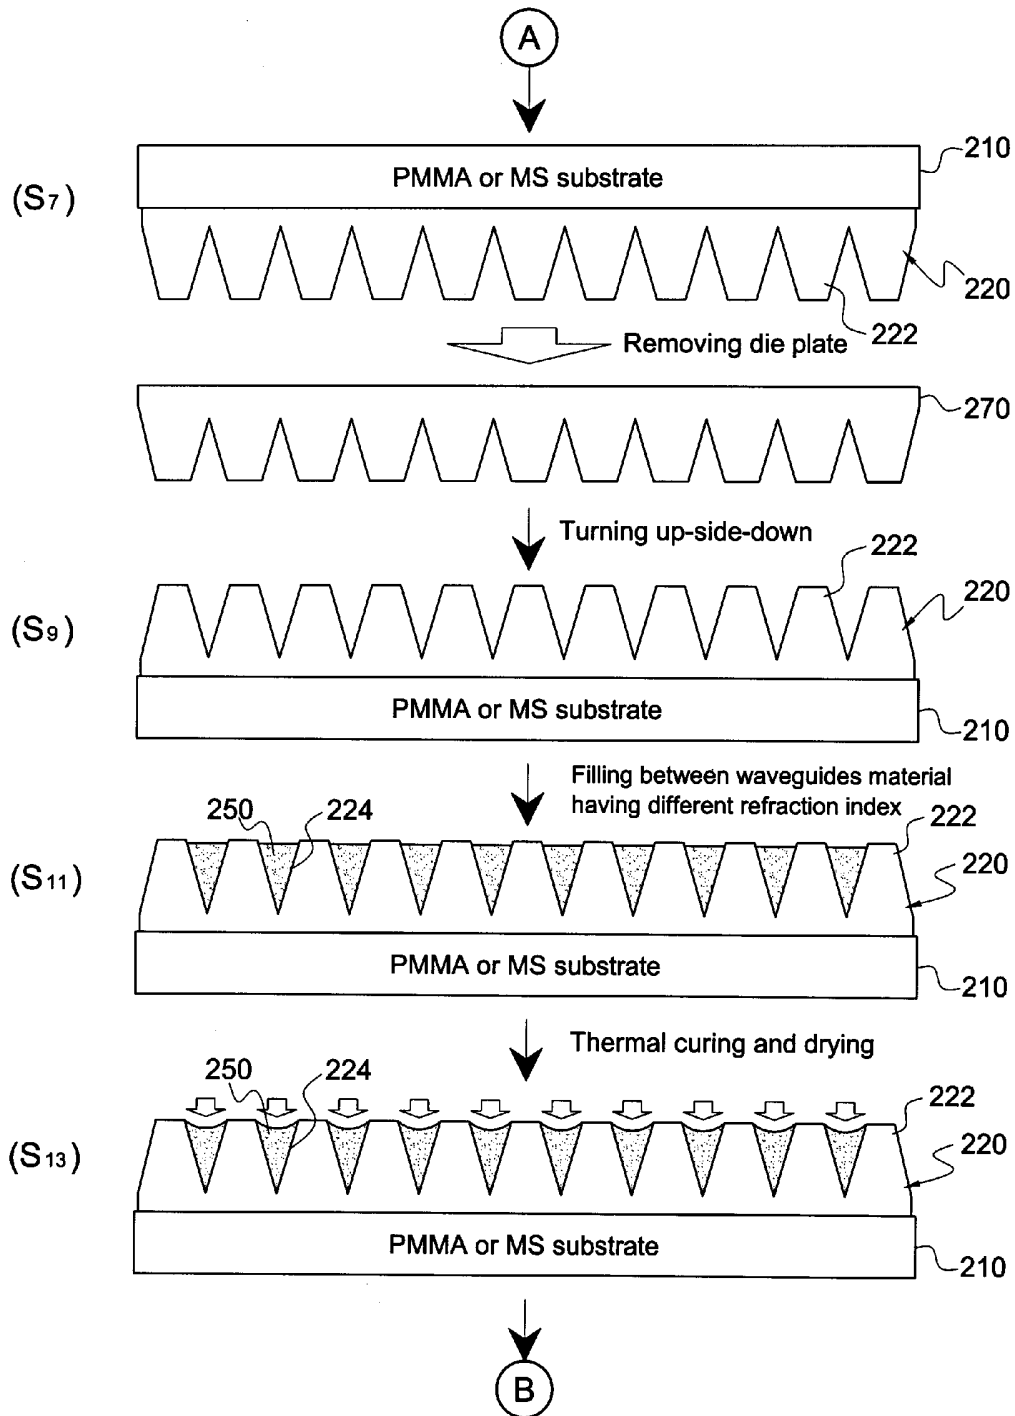 A
210
PMMA or MS substrate
(S7)
220
222
Removing die plate
270
Turning up-side-down
222
220
(S9)
PMMA or MS substrate
210
Filling between waveguides material
having different refraction index
250
224
222
220
(S11)
PMMA or MS substrate
210
Thermal curing and drying
250
224
222
220
(S13)
PMMA or MS substrate
210
B